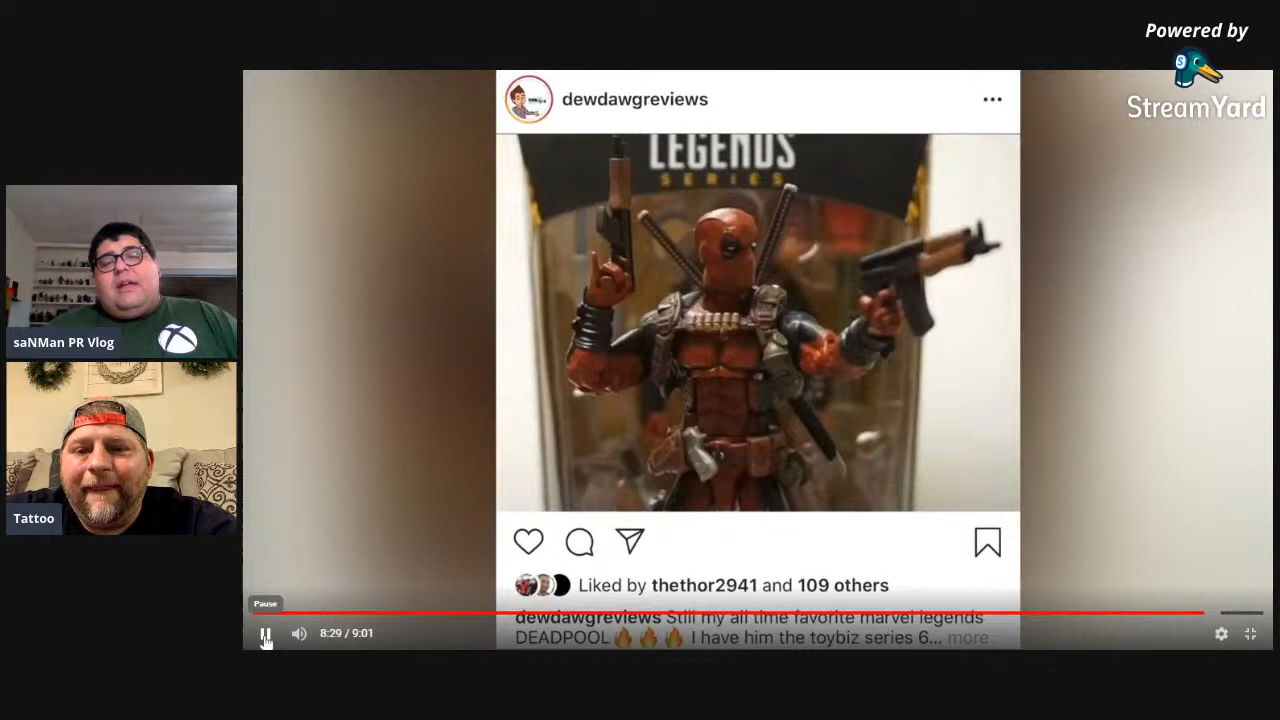 Powered by
StreamYard
dewdawgreviews
LEGENDS
SERIES
saNMan PR Vlog
Tattoo
Liked by thethor2941 and 109 others
dewdawgreviews Still my all time favorite marvel legends
DEADPOOL🔥🔥🔥 I have him the toybiz series 6... more
Pause
8:29 / 9:01